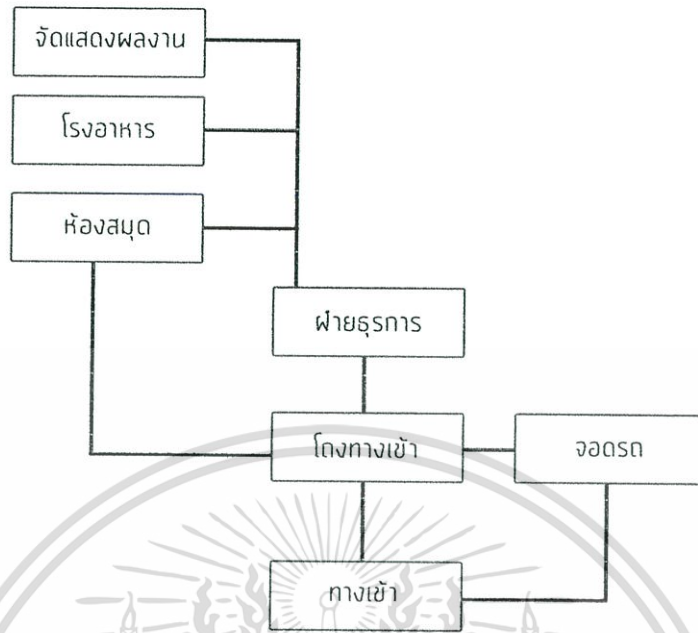 จัดแสดงผลงาน
โรงอาหาร
ห้องสมุด
ฝ่ายธุรการ
โถงทางเข้า
จอดรถ
ทางเข้า